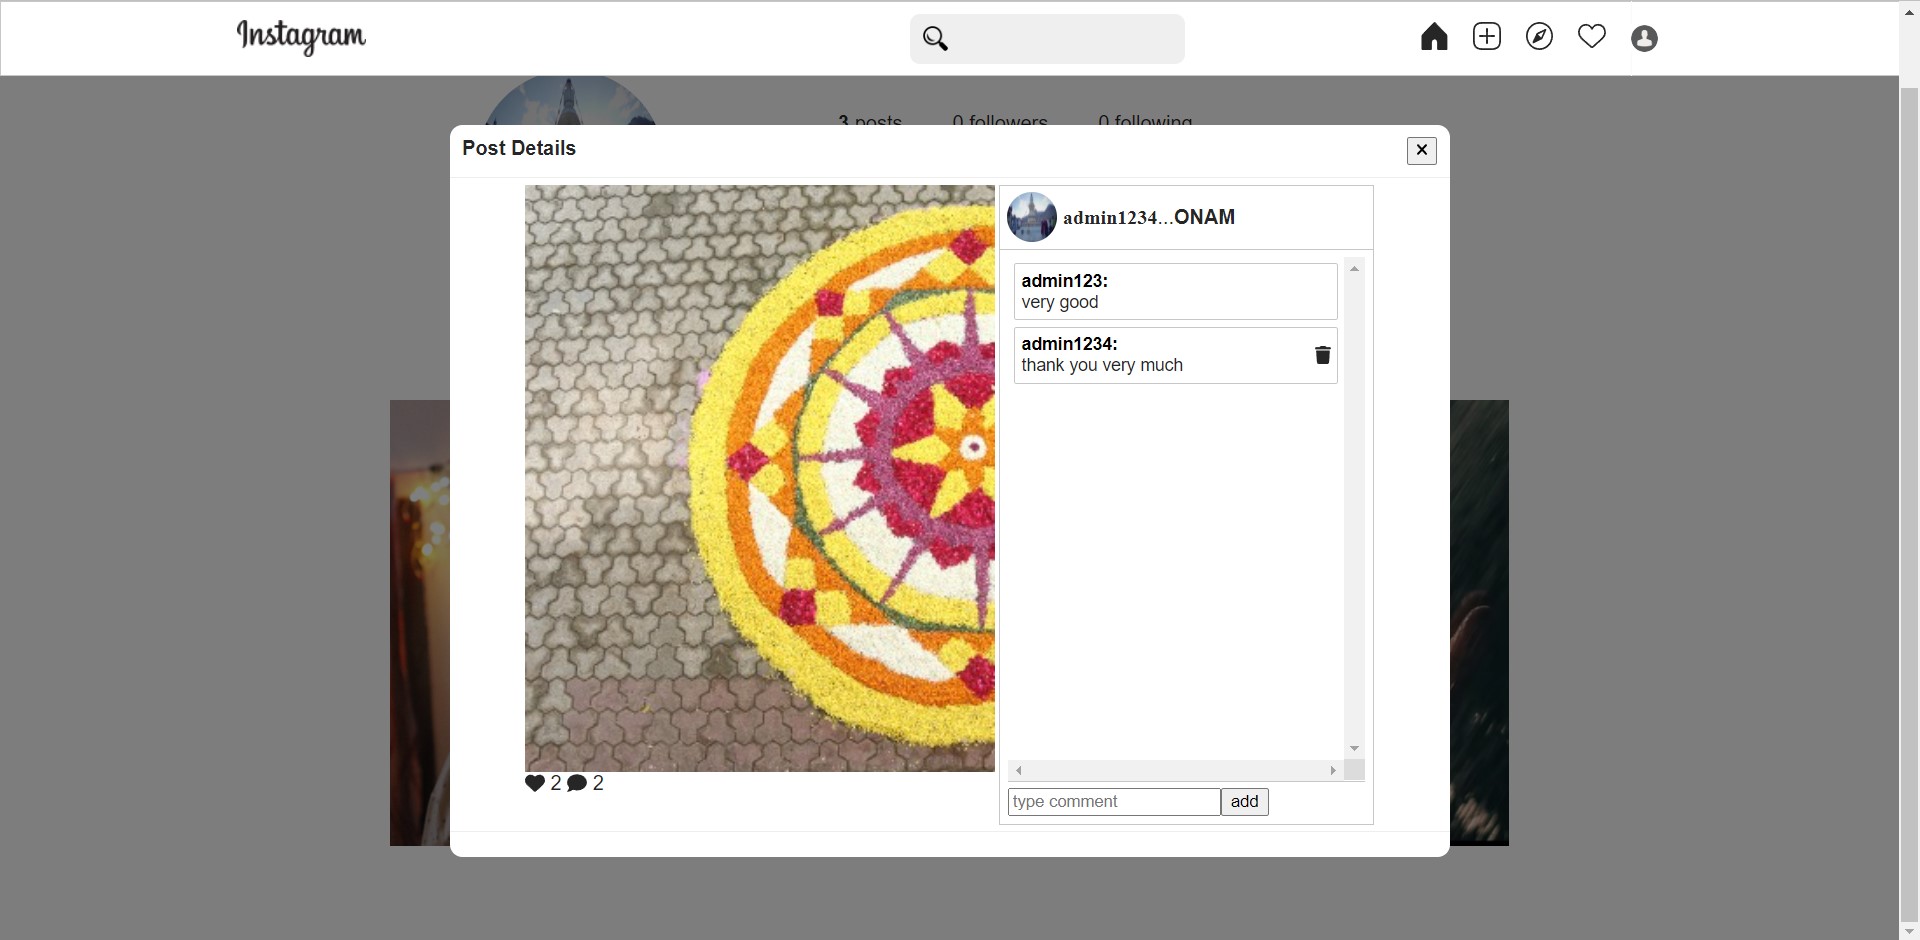 Instagram
3 posts 0 followers 0 following
Post Details
admin1234...ONAM
admin123:
very good
admin1234:
thank you very much
2 2
type comment add